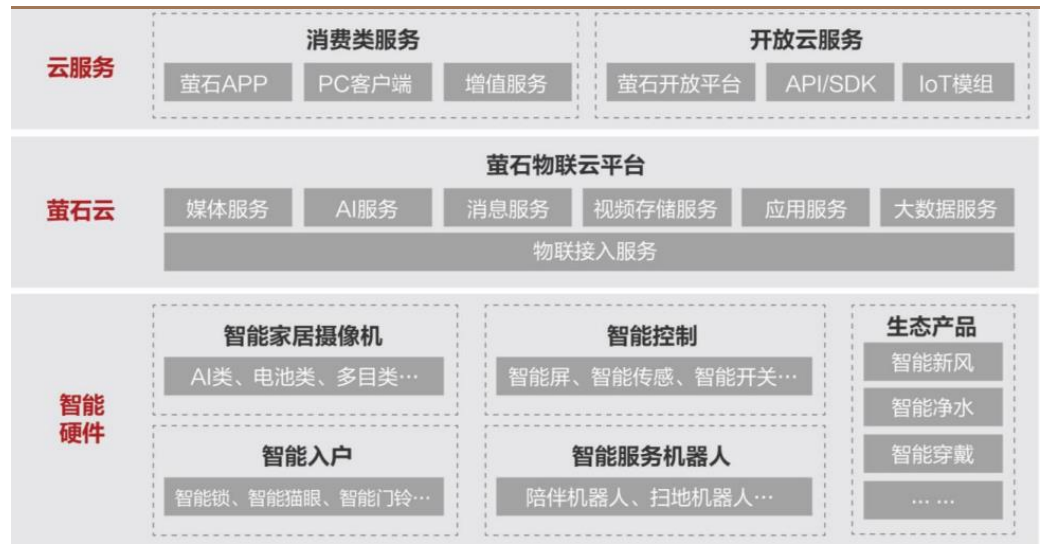 云服务
消费类服务
萤石APP
PC客户端
增值服务
开放云服务
萤石开放平台
API/SDK
IoT模组
萤石云
萤石物联云平台
媒体服务
AI服务
消息服务
视频存储服务
应用服务
大数据服务
物联接入服务
智能
硬件
智能家居摄像机
AI类、电池类、多目类…
智能控制
智能屏、智能传感、智能开关…
智能入户
智能锁、智能猫眼、智能门铃…
智能服务机器人
陪伴机器人、扫地机器人…
生态产品
智能新风
智能净水
智能穿戴
… …